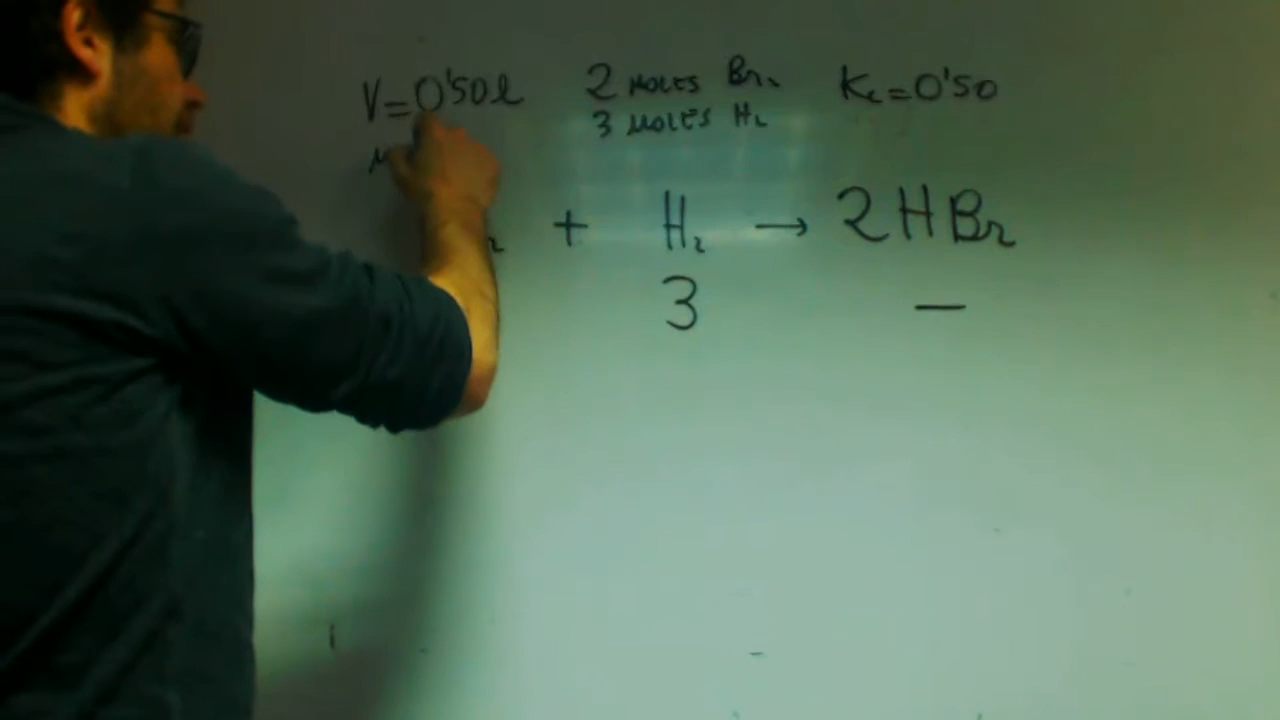 V=0'50l 2 MOLES Br₂ Kc=0'50
3 MOLES H₂
+ H₂ → 2HBr
3 —